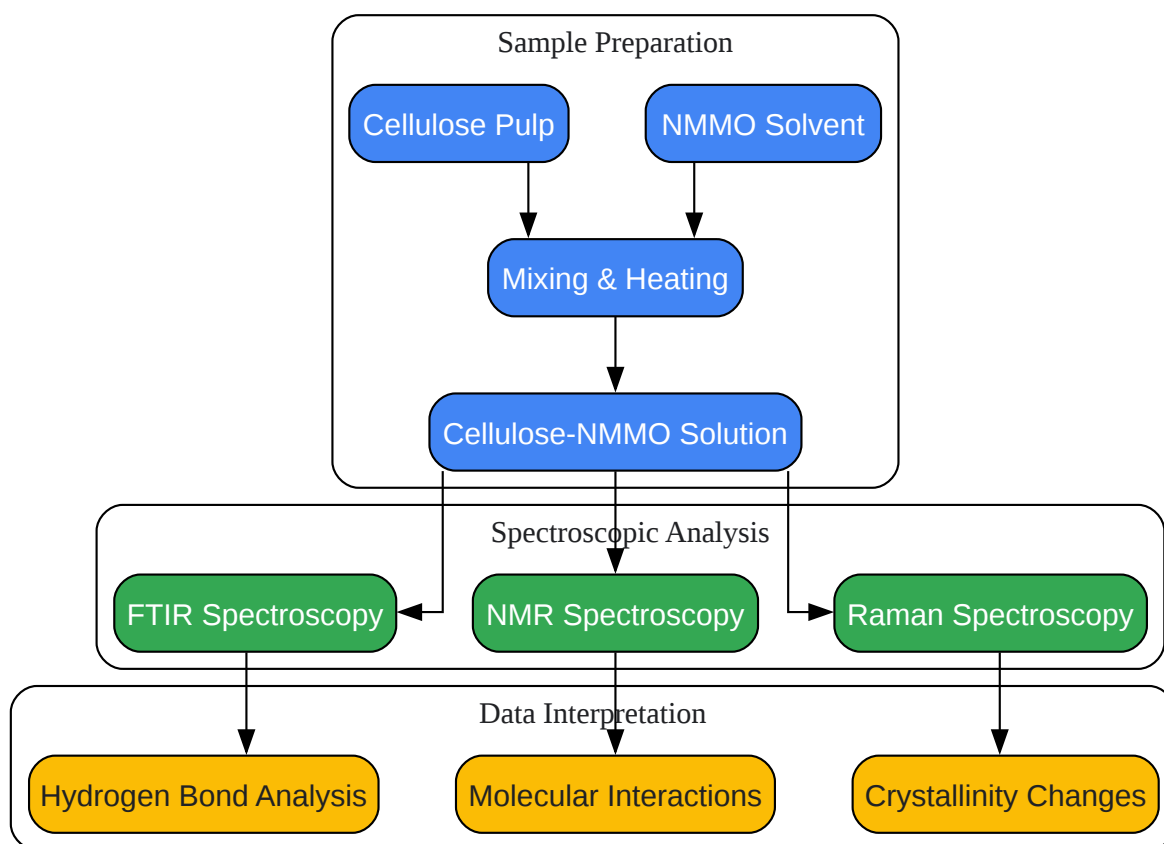 Sample Preparation
Cellulose Pulp
NMMO Solvent
Mixing & Heating
Cellulose-NMMO Solution
Spectroscopic Analysis
FTIR Spectroscopy
NMR Spectroscopy
Raman Spectroscopy
Data Interpretation
Hydrogen Bond Analysis
Molecular Interactions
Crystallinity Changes